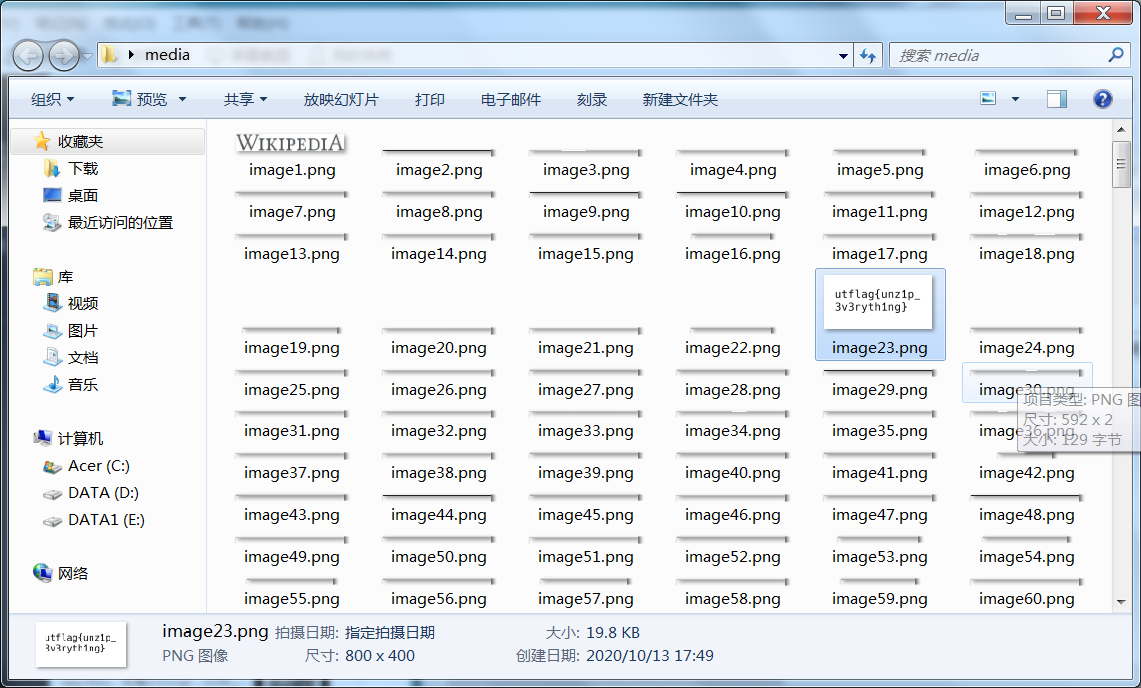 media
搜索 media
组织 预览 共享 放映幻灯片 打印 电子邮件 刻录 新建文件夹
收藏夹
下载
桌面
最近访问的位置
库
视频
图片
文档
音乐
计算机
Acer (C:)
DATA (D:)
DATA1 (E:)
网络
WIKIPEDIA
image1.png image2.png image3.png image4.png image5.png image6.png
image7.png image8.png image9.png image10.png image11.png image12.png
image13.png image14.png image15.png image16.png image17.png image18.png
utflag{unz1p_
3v3ryth1ng}
image19.png image20.png image21.png image22.png image23.png image24.png
image25.png image26.png image27.png image28.png image29.png image30.png
项目类型: PNG 图
尺寸: 592 x 2
大小: 129 字节
image31.png image32.png image33.png image34.png image35.png image36.png
image37.png image38.png image39.png image40.png image41.png image42.png
image43.png image44.png image45.png image46.png image47.png image48.png
image49.png image50.png image51.png image52.png image53.png image54.png
image55.png image56.png image57.png image58.png image59.png image60.png
utflag{unz1p_
3v3ryth1ng}
image23.png 拍摄日期: 指定拍摄日期 大小: 19.8 KB
PNG 图像 尺寸: 800 x 400 创建日期: 2020/10/13 17:49